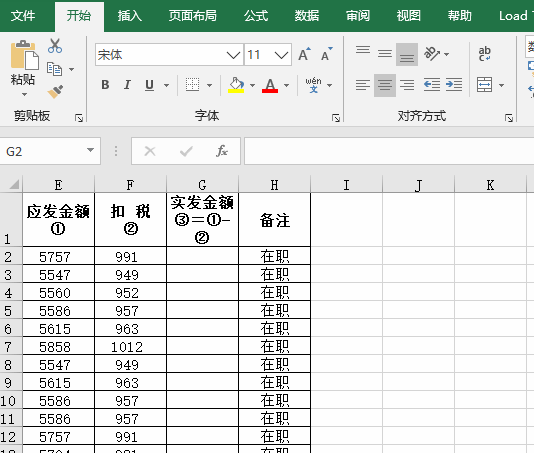 文件 开始 插入 页面布局 公式 数据 审阅 视图 帮助 Load
宋体 11 A A ab
粘贴 B I U A wén 文
剪贴板 字体 对齐方式
G2 fx
E F G H I J K
1 应发金额① 扣 税② 实发金额③＝①-② 备注
2 5757 991 在职
3 5547 949 在职
4 5560 952 在职
5 5586 957 在职
6 5615 963 在职
7 5858 1012 在职
8 5547 949 在职
9 5615 963 在职
10 5586 957 在职
11 5586 957 在职
12 5757 991 在职